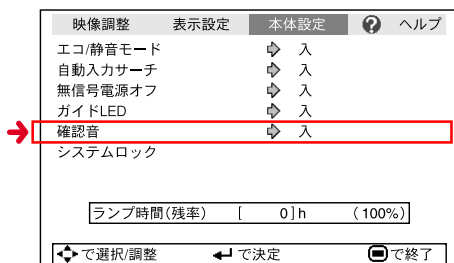 映像調整 表示設定 本体設定 ? ヘルプ
エコ/静音モード 入
自動入力サーチ 入
無信号電源オフ 入
ガイドLED 入
確認音 入
システムロック
ランプ時間(残率) [ 0]h (100%)
で選択/調整 で決定 で終了